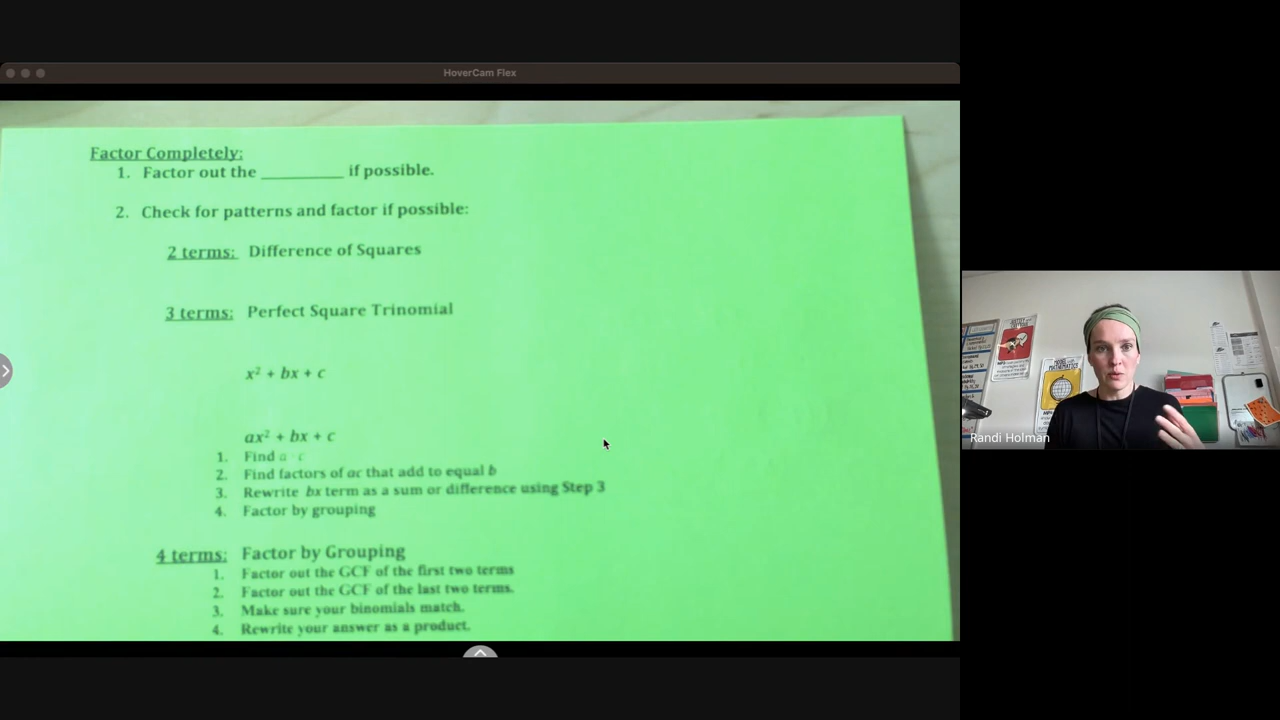 HoverCam Flex
Factor Completely:
1. Factor out the __________ if possible.
2. Check for patterns and factor if possible:
2 terms: Difference of Squares
3 terms: Perfect Square Trinomial
x² + bx + c
ax² + bx + c
1. Find a · c
2. Find factors of ac that add to equal b
3. Rewrite bx term as a sum or difference using Step 3
4. Factor by grouping
4 terms: Factor by Grouping
1. Factor out the GCF of the first two terms
2. Factor out the GCF of the last two terms.
3. Make sure your binomials match.
4. Rewrite your answer as a product.
Randi Holman